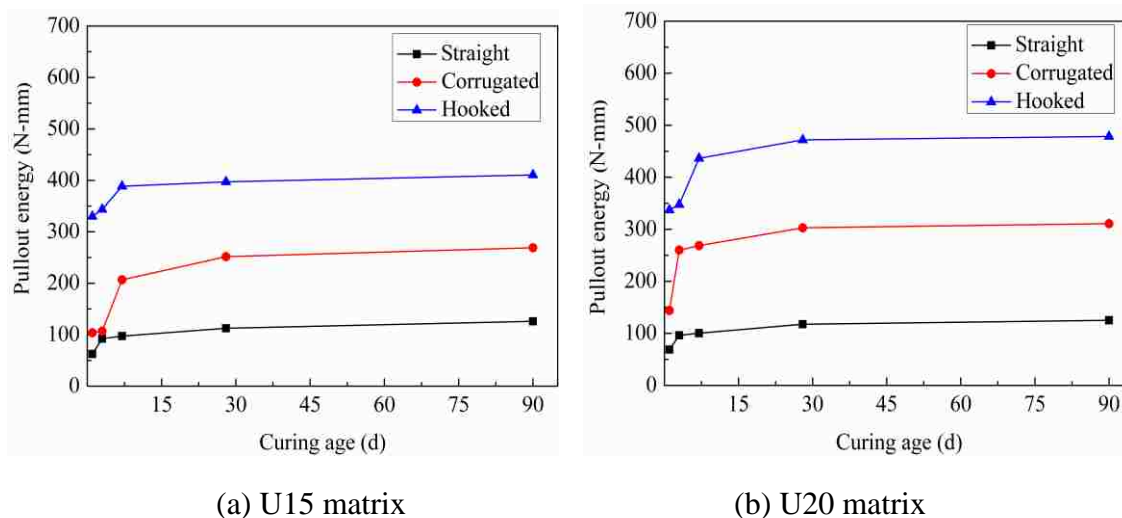 700
600
500
400
300
200
100
0
Pullout energy (N-mm)
Straight
Corrugated
Hooked
15 30 45 60 75 90
Curing age (d)
(a) U15 matrix
700
600
500
400
300
200
100
0
Pullout energy (N-mm)
Straight
Corrugated
Hooked
15 30 45 60 75 90
Curing age (d)
(b) U20 matrix